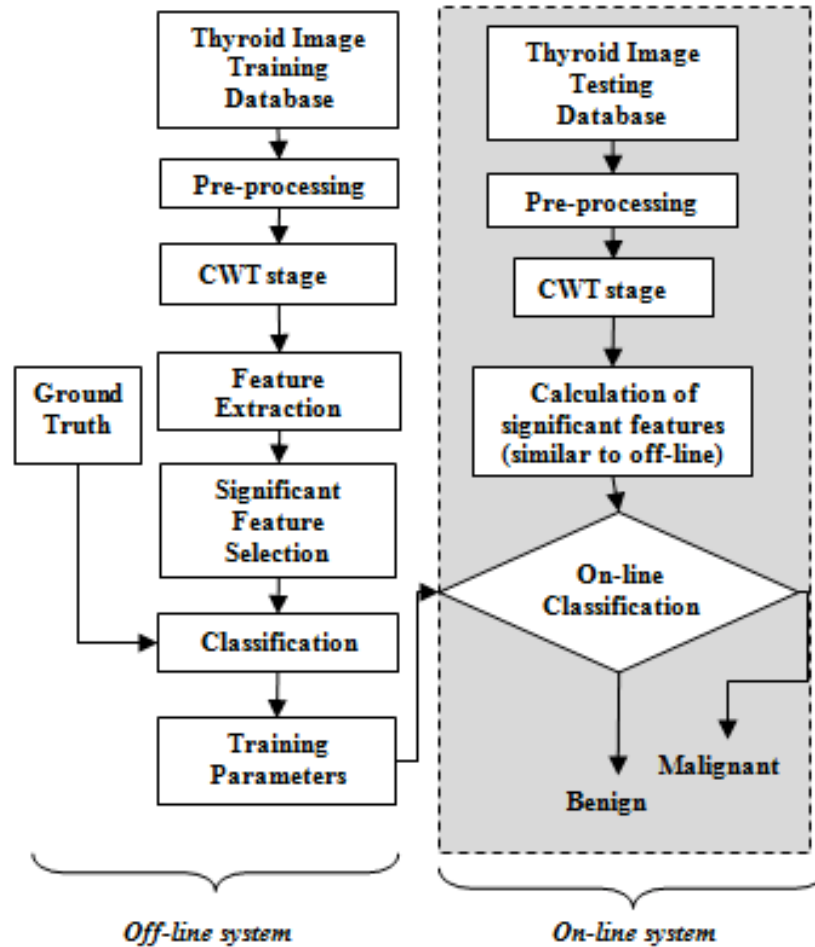 Thyroid Image
Training
Database
Pre-processing
CWT stage
Feature
Extraction
Ground
Truth
Significant
Feature
Selection
Classification
Training
Parameters
Off-line system
Thyroid Image
Testing
Database
Pre-processing
CWT stage
Calculation of
significant features
(similar to off-line)
On-line
Classification
Malignant
Benign
On-line system